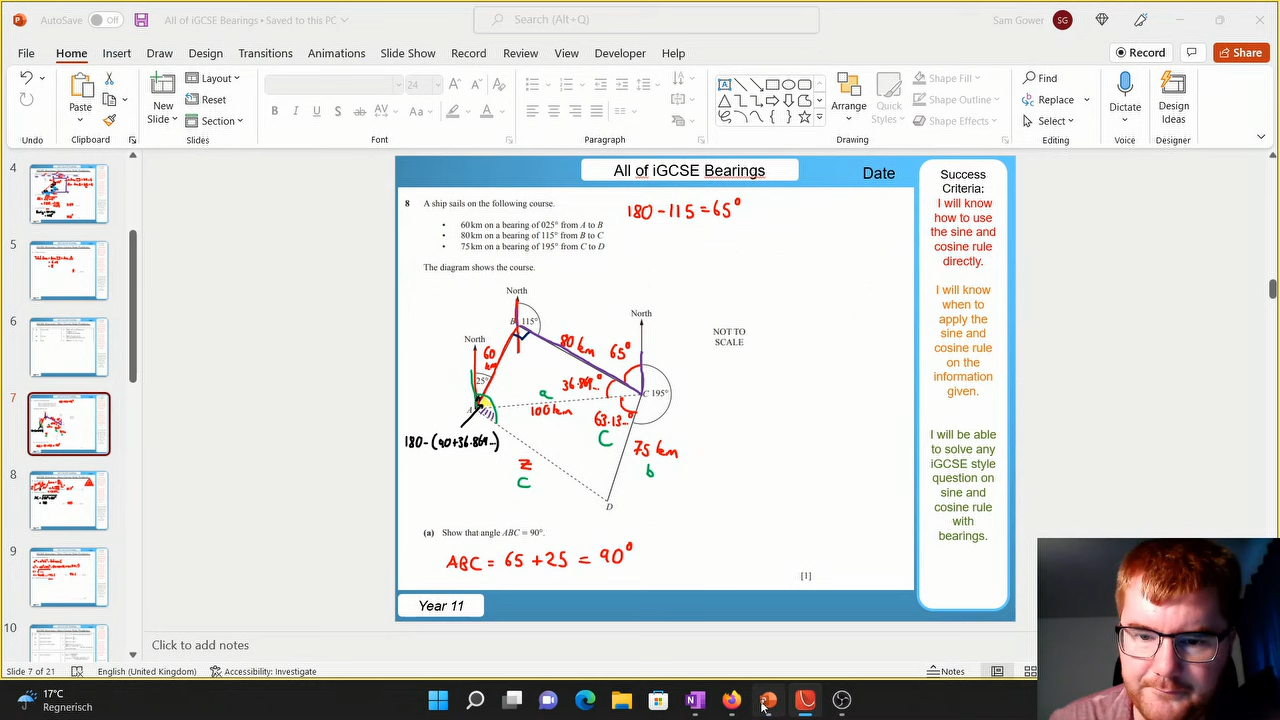 AutoSave Off All of iGCSE Bearings • Saved to this PC Search (Alt+Q) Sam Gower SG
File Home Insert Draw Design Transitions Animations Slide Show Record Review View Developer Help Record Share
Paste New Slide Layout Reset Section 24 Arrange Quick Styles Shape Fill Shape Outline Shape Effects Find Replace Select Dictate Design Ideas
Undo Clipboard Slides Font Paragraph Drawing Editing Voice Designer
4
5
6
7
8
9
10
All of iGCSE Bearings
Date
8 A ship sails on the following course.
180 - 115 = 65°
• 60 km on a bearing of 025° from A to B
• 80 km on a bearing of 115° from B to C
• 75 km on a bearing of 195° from C to D
The diagram shows the course.
North
B 115°
North
North
NOT TO
SCALE
60 km
80 km
65°
25°
36.869...°
a
100 km
A
C 195°
63.13...°
C
180-(90+36.869...)
75 km
b
z
c
D
(a) Show that angle ABC = 90°.
ABC = 65 + 25 = 90°
[1]
Year 11
Success
Criteria:
I will know
how to use
the sine and
cosine rule
directly.
I will know
when to
apply the
sine and
cosine rule
on the
information
given.
I will be able
to solve any
iGCSE style
question on
sine and
cosine rule
with
bearings.
Click to add notes
Slide 7 of 21 English (United Kingdom) Accessibility: Investigate Notes
17°C
Regnerisch